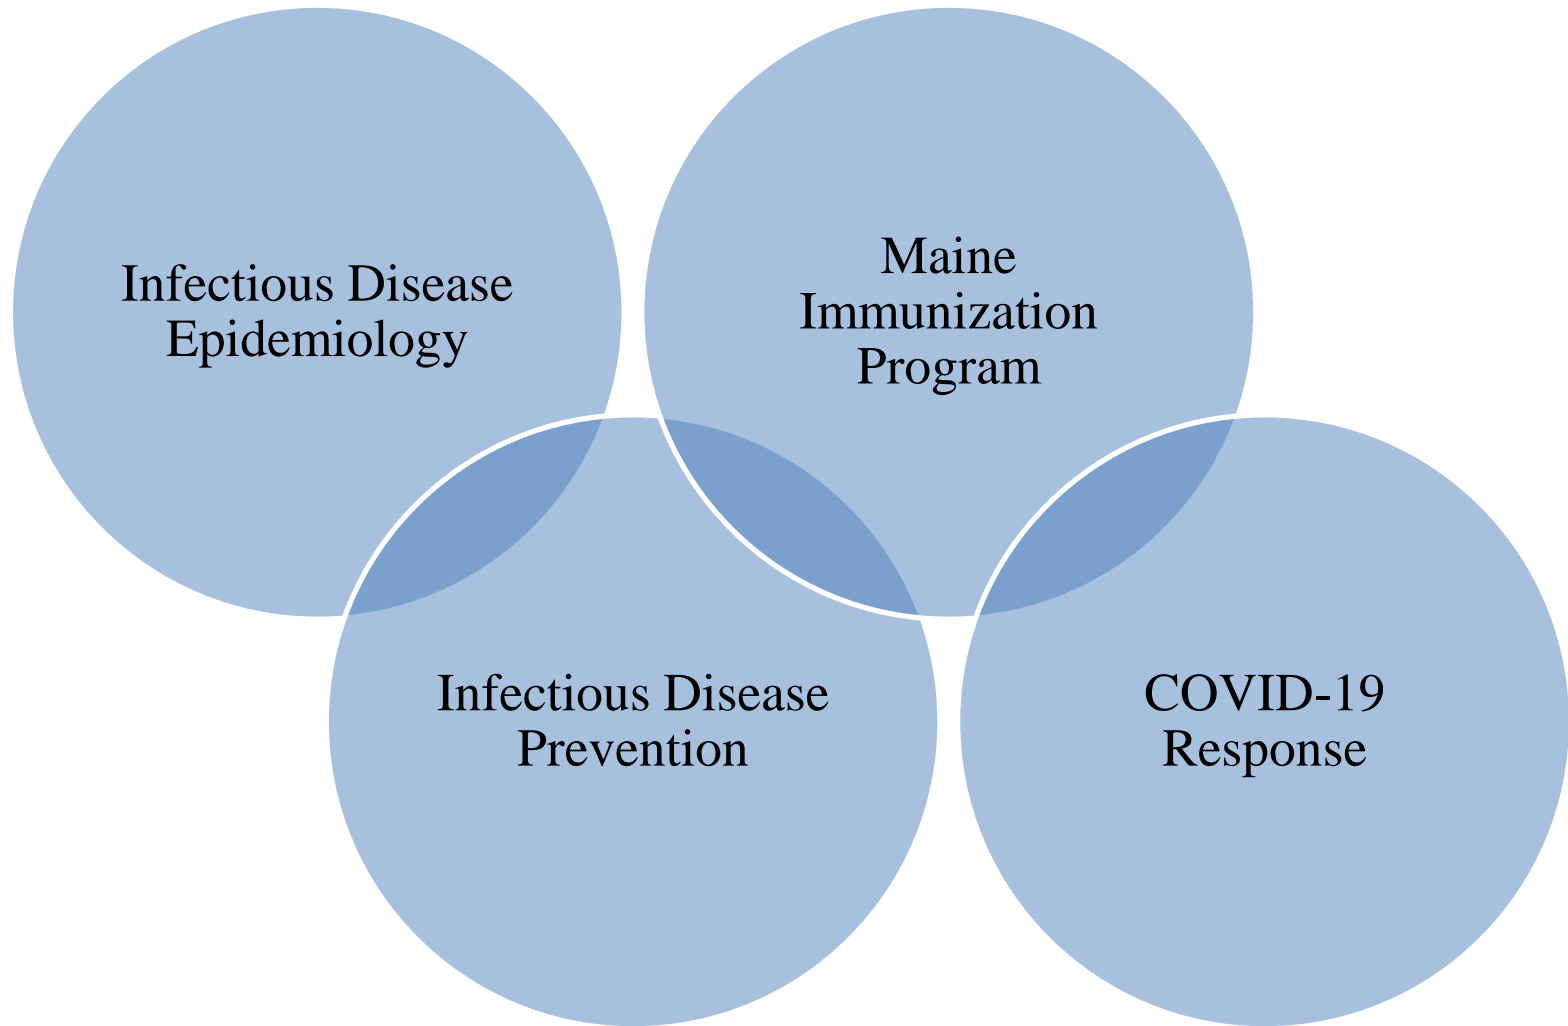 Infectious Disease
Epidemiology
Maine
Immunization
Program
Infectious Disease
Prevention
COVID-19
Response